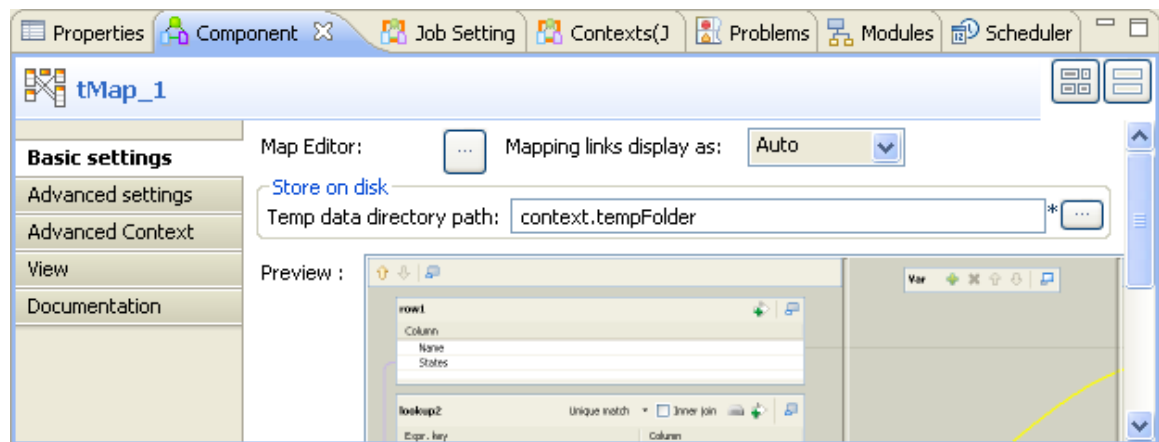 Properties Component Job Setting Contexts(J Problems Modules Scheduler
tMap_1
Basic settings
Advanced settings
Advanced Context
View
Documentation
Map Editor: ... Mapping links display as: Auto
Store on disk
Temp data directory path: context.tempFolder * ...
Preview :
Var
row1
Column
Name
States
lookup2 Unique match Inner join
Expr. key Column